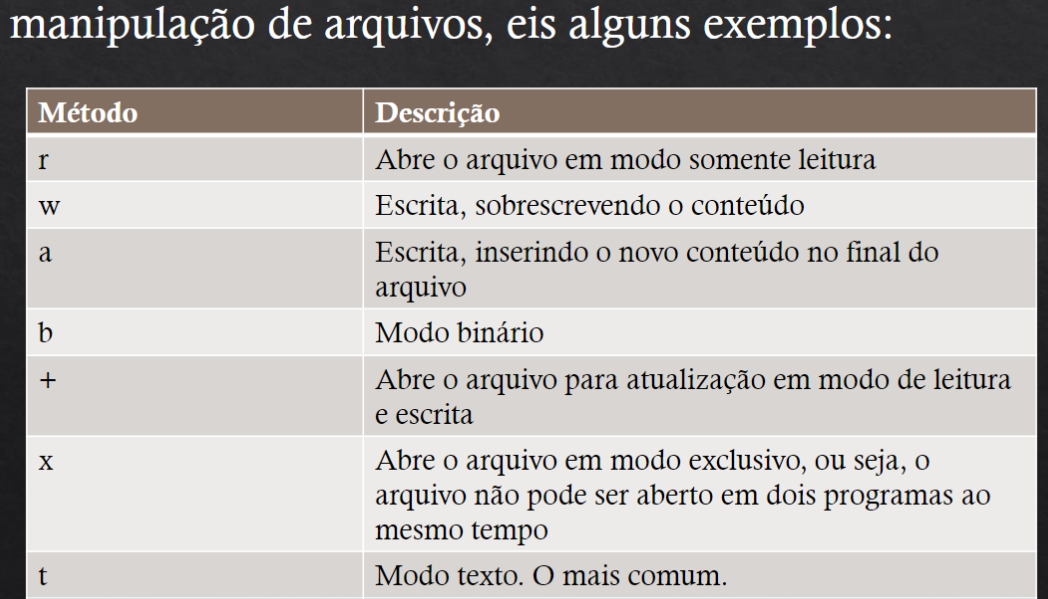 manipulação de arquivos, eis alguns exemplos:
Método Descrição
r Abre o arquivo em modo somente leitura
w Escrita, sobrescrevendo o conteúdo
a Escrita, inserindo o novo conteúdo no final do
arquivo
b Modo binário
+ Abre o arquivo para atualização em modo de leitura
e escrita
x Abre o arquivo em modo exclusivo, ou seja, o
arquivo não pode ser aberto em dois programas ao
mesmo tempo
t Modo texto. O mais comum.